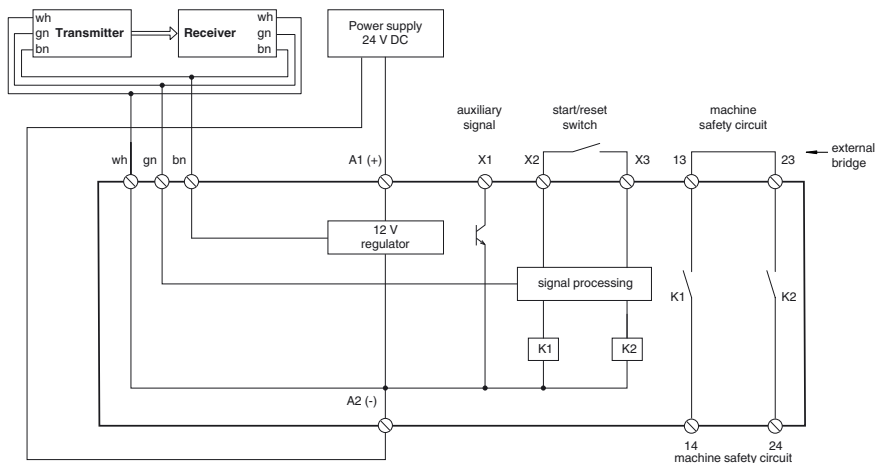 wh
gn
bn
Transmitter
Receiver
wh
gn
bn
Power supply
24 V DC
auxiliary
signal
start/reset
switch
machine
safety circuit
external
bridge
wh
gn
bn
A1 (+)
X1
X2
X3
13
23
12 V
regulator
signal processing
K1
K2
K1
K2
A2 (-)
14
24
machine safety circuit